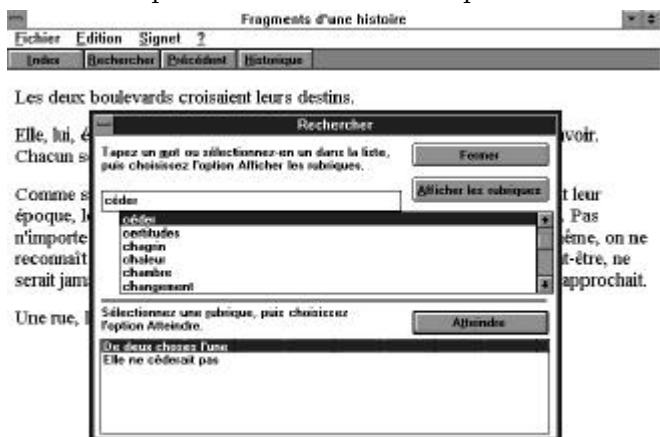 Fragments d'une histoire
Fichier Edition Signet ?
Index Rechercher Précédent Historique
Les deux boulevards croisaient leurs destins.
Elle, lui, é
voir.
Chacun s
Comme s
t leur
époque, l
Pas
n'importe
ême, on ne
reconnaît
t-être, ne
serait jam
approchait.
Une rue, l
Rechercher
Tapez un mot ou sélectionnez-en un dans la liste,
puis choisissez l'option Afficher les rubriques.
Fermer
Afficher les rubriques
céder
céder
certitudes
chagrin
chaleur
chambre
changement
Sélectionnez une rubrique, puis choisissez
l'option Atteindre.
Atteindre
De deux choses l'une
Elle ne cèderait pas